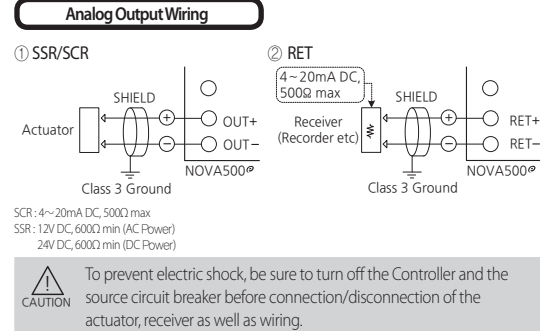 Analog Output Wiring
① SSR/SCR
SHIELD
Actuator
+
−
OUT+
OUT−
NOVA500e
Class 3 Ground
② RET
4~20mA DC,
500Ω max
SHIELD
Receiver
(Recorder etc)
+
−
RET+
RET−
NOVA500e
Class 3 Ground
SCR : 4~20mA DC, 500Ω max
SSR : 12V DC, 600Ω min (AC Power)
24V DC, 600Ω min (DC Power)
CAUTION
To prevent electric shock, be sure to turn off the Controller and the
source circuit breaker before connection/disconnection of the
actuator, receiver as well as wiring.